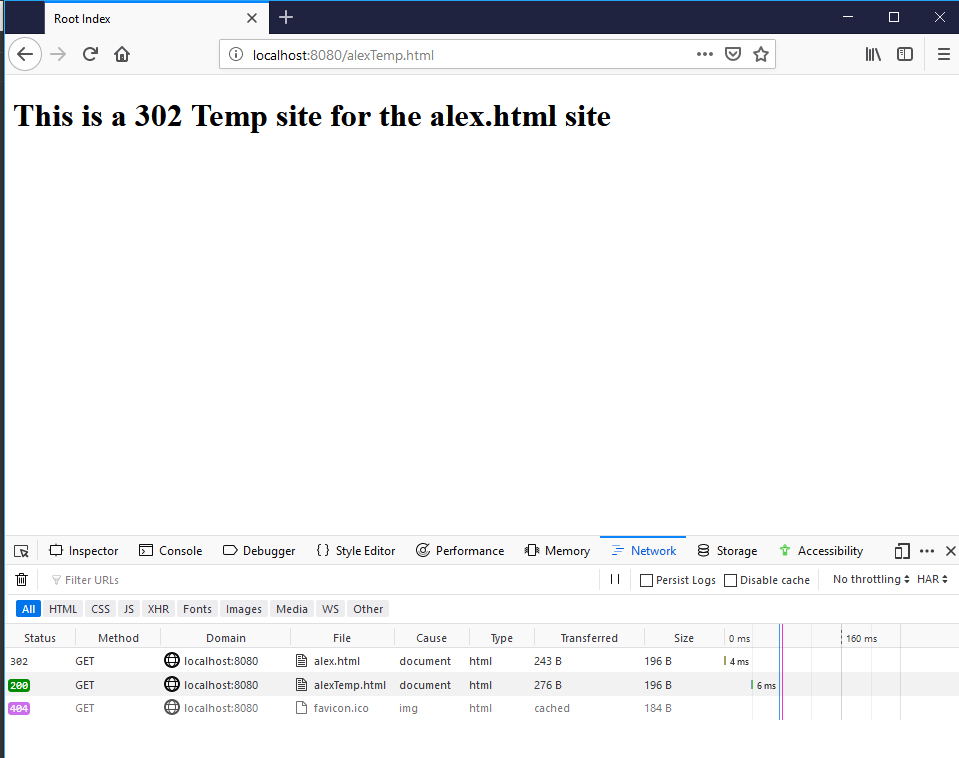 Root Index
localhost:8080/alexTemp.html
This is a 302 Temp site for the alex.html site
Inspector Console Debugger Style Editor Performance Memory Network Storage Accessibility
Filter URLs Persist Logs Disable cache No throttling HAR
All HTML CSS JS XHR Fonts Images Media WS Other
Status Method Domain File Cause Type Transferred Size 0 ms 160 ms
302 GET localhost:8080 alex.html document html 243 B 196 B 4 ms
200 GET localhost:8080 alexTemp.html document html 276 B 196 B 6 ms
404 GET localhost:8080 favicon.ico img html cached 184 B